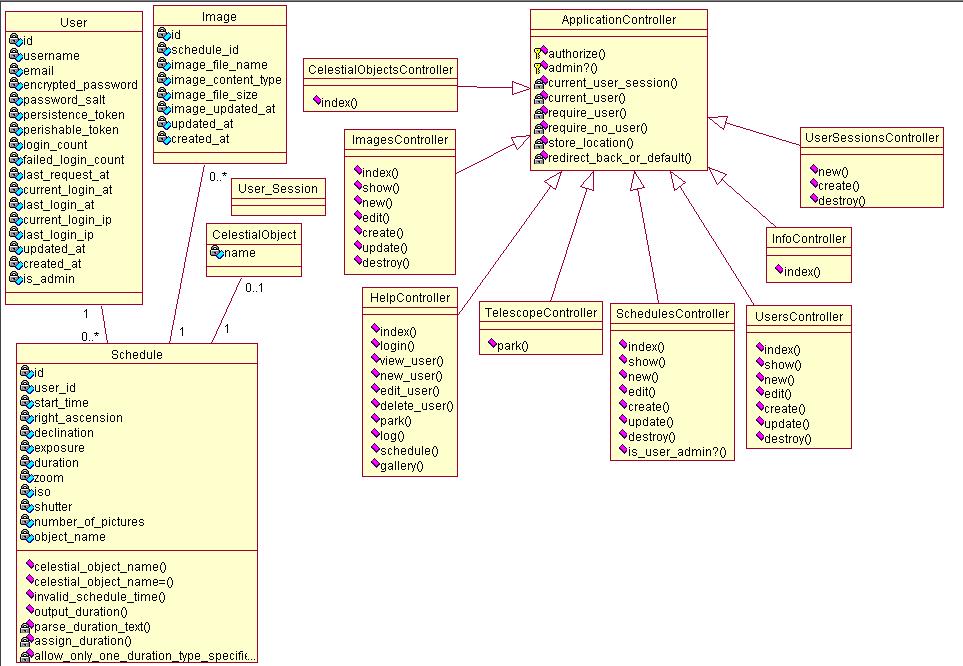 User
id
username
email
encrypted_password
password_salt
persistence_token
perishable_token
login_count
failed_login_count
last_request_at
current_login_at
last_login_at
current_login_ip
last_login_ip
updated_at
created_at
is_admin
Image
id
schedule_id
image_file_name
image_content_type
image_file_size
image_updated_at
updated_at
created_at
User_Session
CelestialObject
name
0..*
0..1
1
0..*
1
1
Schedule
id
user_id
start_time
right_ascension
declination
exposure
duration
zoom
iso
shutter
number_of_pictures
object_name
celestial_object_name()
celestial_object_name=()
invalid_schedule_time()
output_duration()
parse_duration_text()
assign_duration()
allow_only_one_duration_type_specifi...
ApplicationController
authorize()
admin?()
current_user_session()
current_user()
require_user()
require_no_user()
store_location()
redirect_back_or_default()
CelestialObjectsController
index()
ImagesController
index()
show()
new()
edit()
create()
update()
destroy()
UserSessionsController
new()
create()
destroy()
InfoController
index()
HelpController
index()
login()
view_user()
new_user()
edit_user()
delete_user()
park()
log()
schedule()
gallery()
TelescopeController
park()
SchedulesController
index()
show()
new()
edit()
create()
update()
destroy()
is_user_admin?()
UsersController
index()
show()
new()
edit()
create()
update()
destroy()